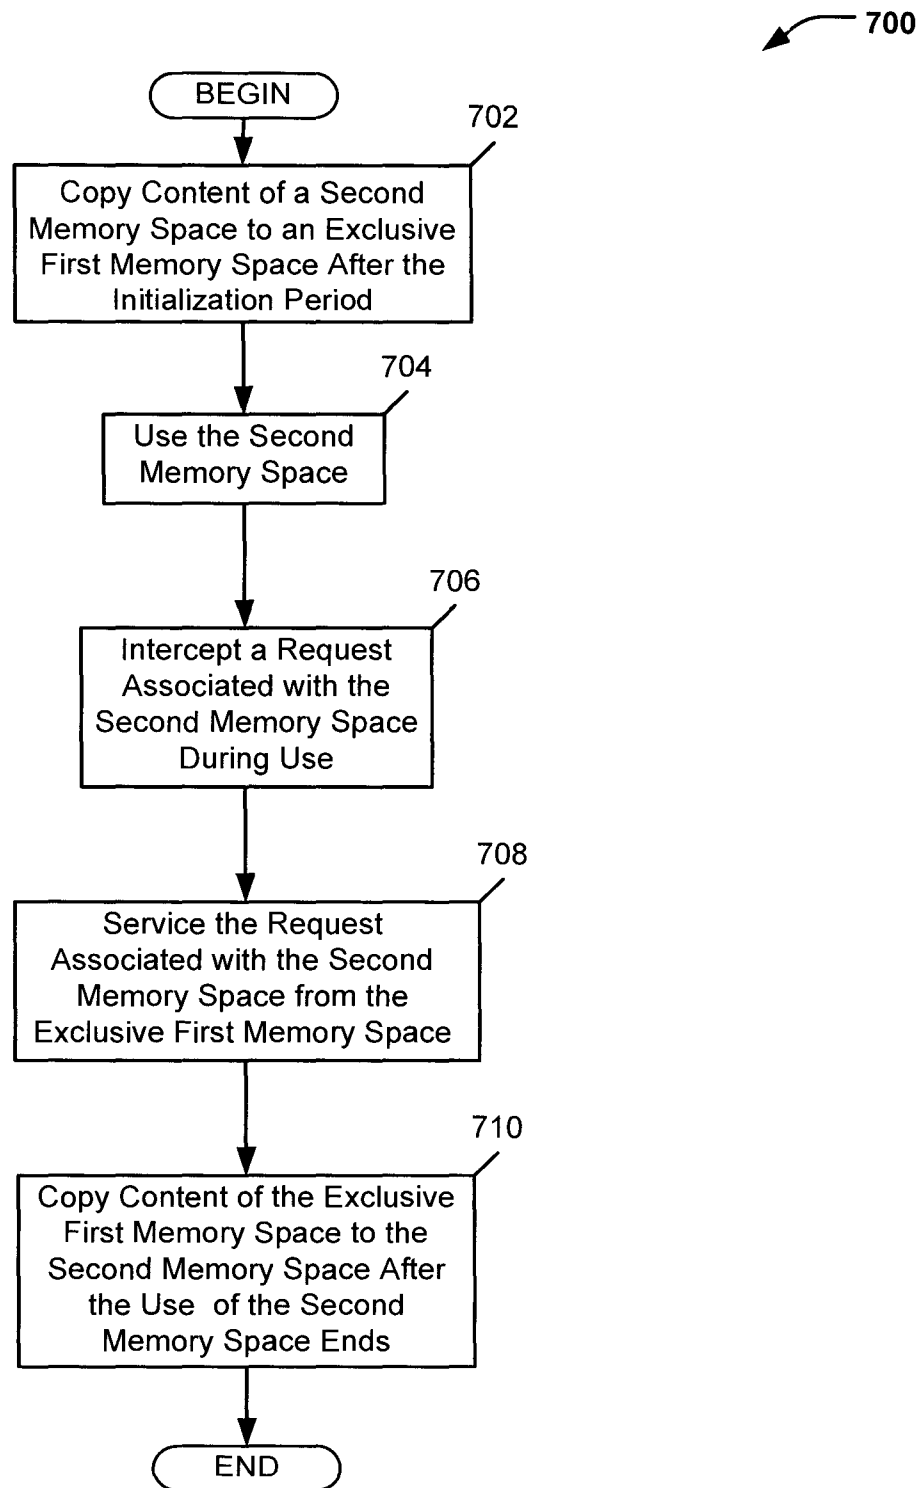 700
BEGIN
702
Copy Content of a Second
Memory Space to an Exclusive
First Memory Space After the
Initialization Period
704
Use the Second
Memory Space
706
Intercept a Request
Associated with the
Second Memory Space
During Use
708
Service the Request
Associated with the Second
Memory Space from the
Exclusive First Memory Space
710
Copy Content of the Exclusive
First Memory Space to the
Second Memory Space After
the Use of the Second
Memory Space Ends
END